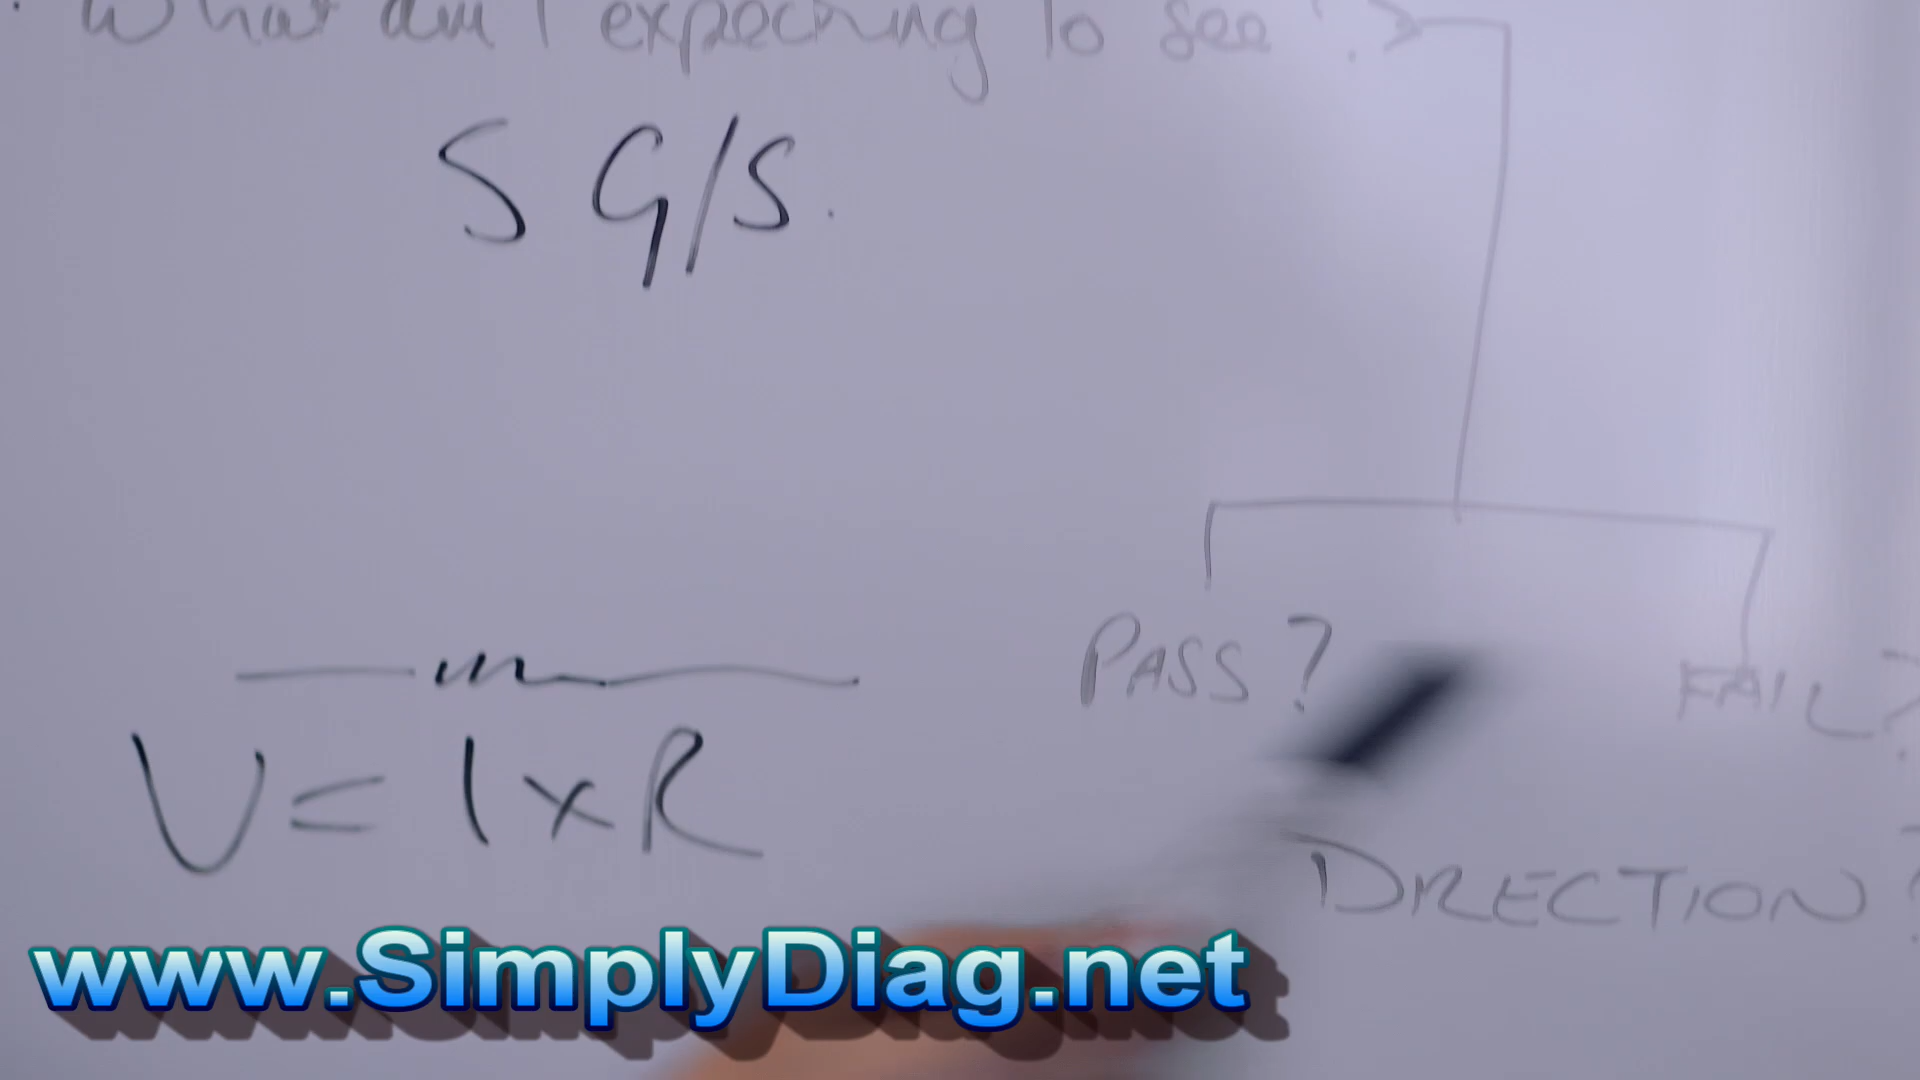 What am I expecting to see?
S G/S.
PASS?
FAIL?
V = I x R
DIRECTION?
www.SimplyDiag.net